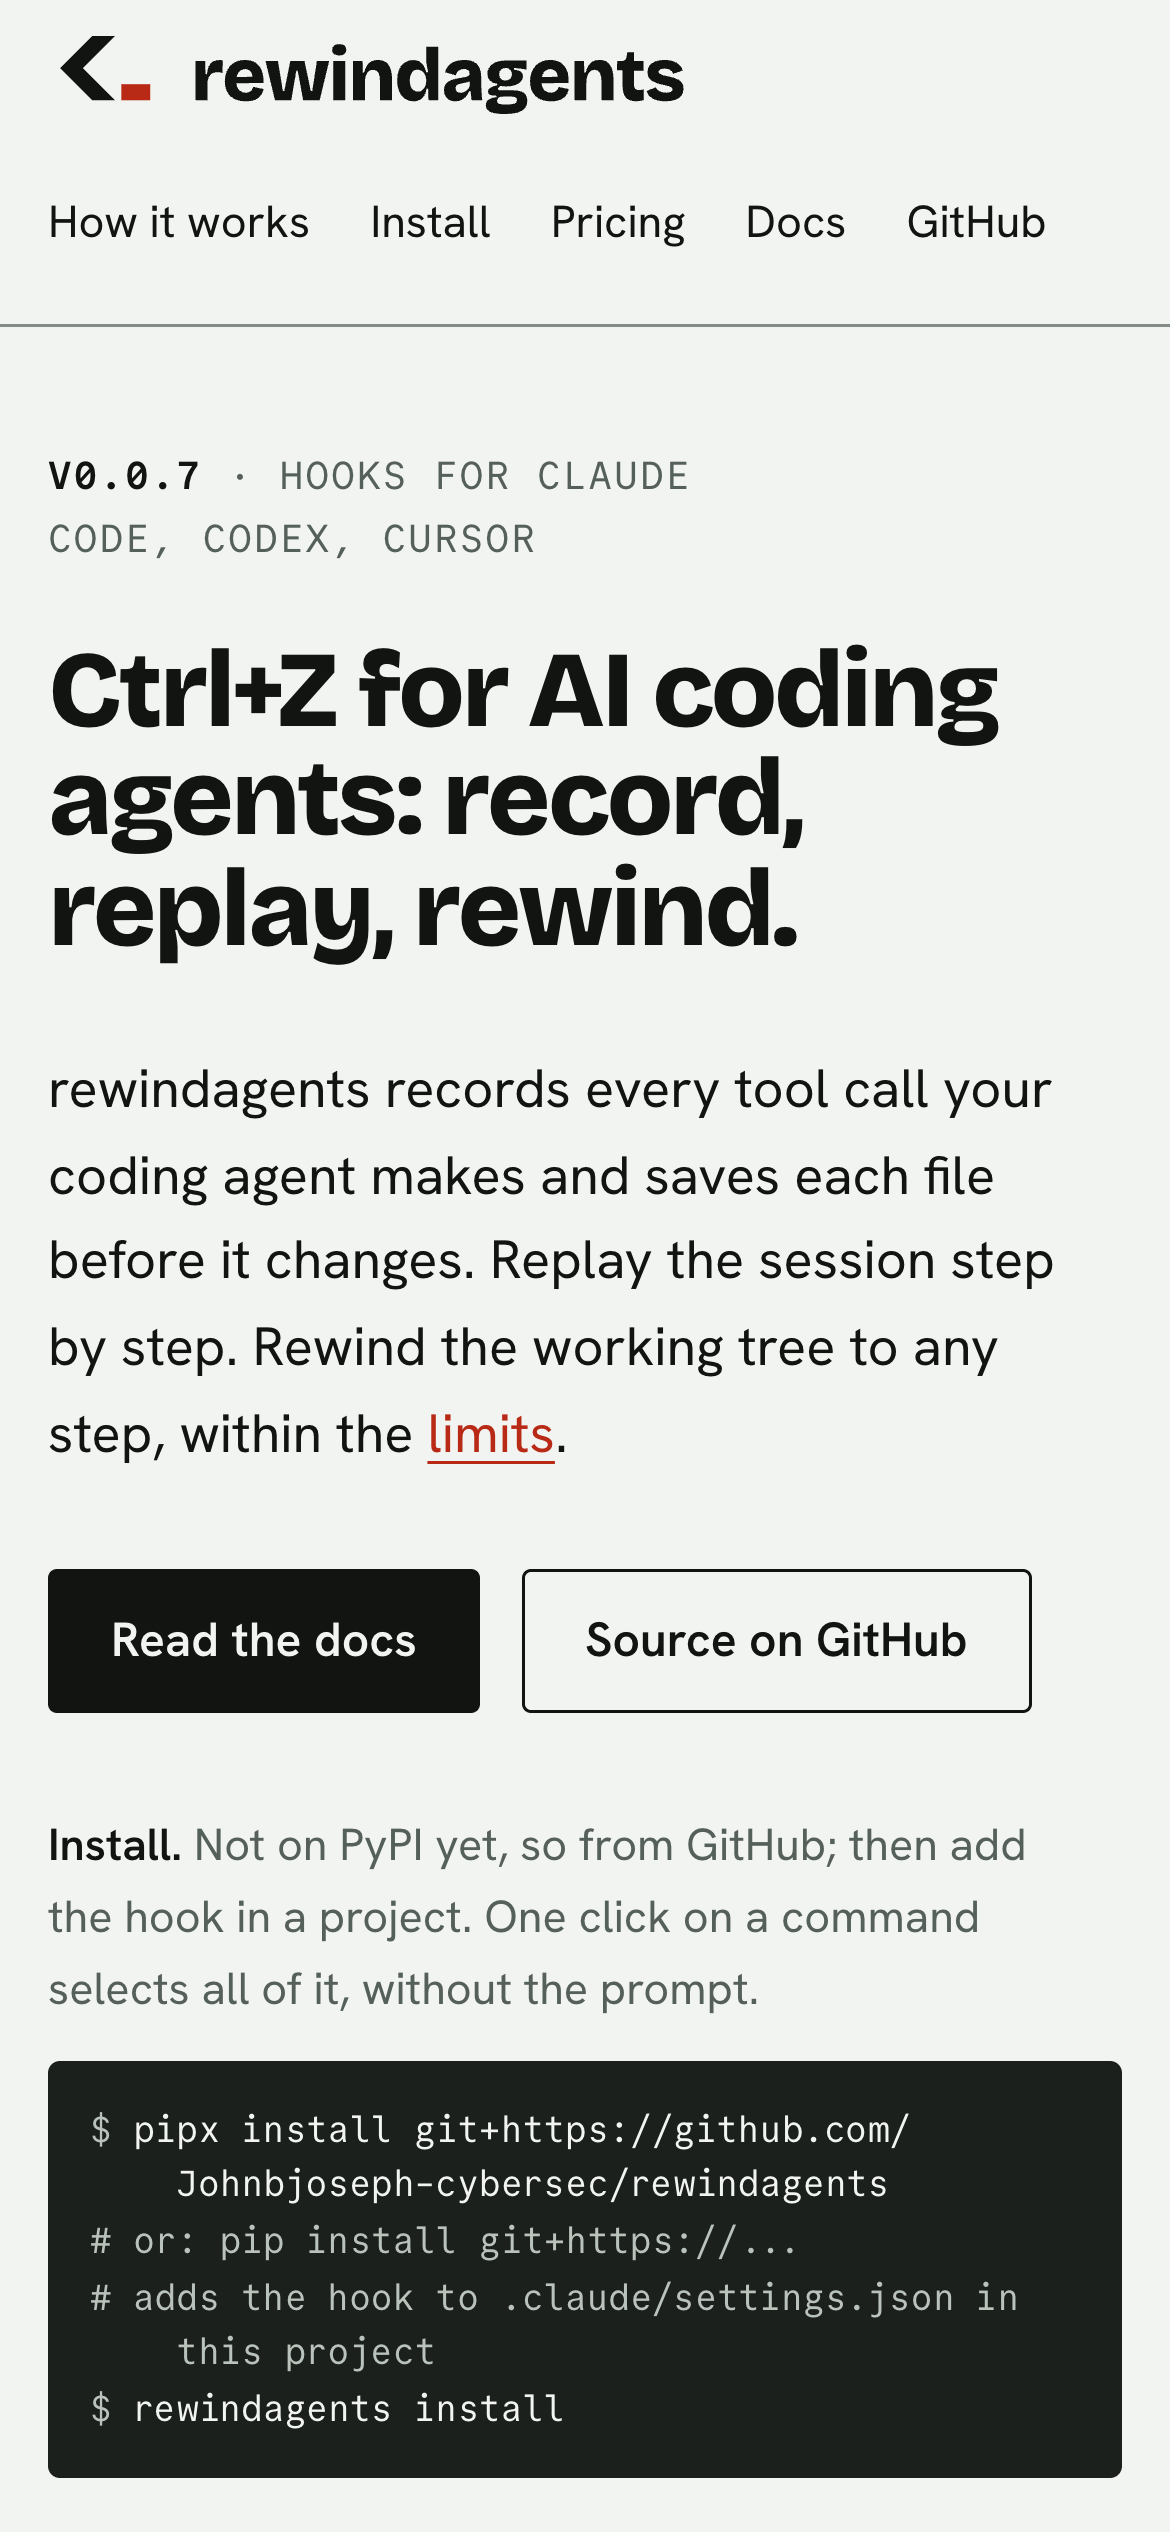 rewindagents
How it works Install Pricing Docs GitHub
V0.0.7 · HOOKS FOR CLAUDE
CODE, CODEX, CURSOR
Ctrl+Z for AI coding
agents: record,
replay, rewind.
rewindagents records every tool call your
coding agent makes and saves each file
before it changes. Replay the session step
by step. Rewind the working tree to any
step, within the limits.
Read the docs Source on GitHub
Install. Not on PyPI yet, so from GitHub; then add
the hook in a project. One click on a command
selects all of it, without the prompt.
$ pipx install git+https://github.com/
Johnbjoseph-cybersec/rewindagents
# or: pip install git+https://...
# adds the hook to .claude/settings.json in
this project
$ rewindagents install